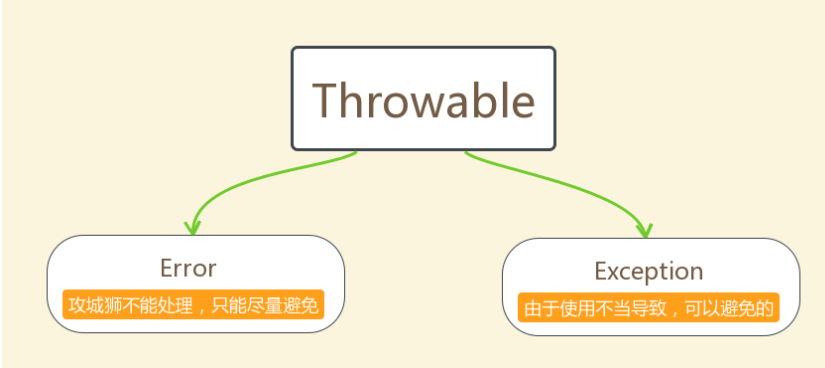 Throwable
Error
攻城狮不能处理，只能尽量避免
Exception
由于使用不当导致，可以避免的